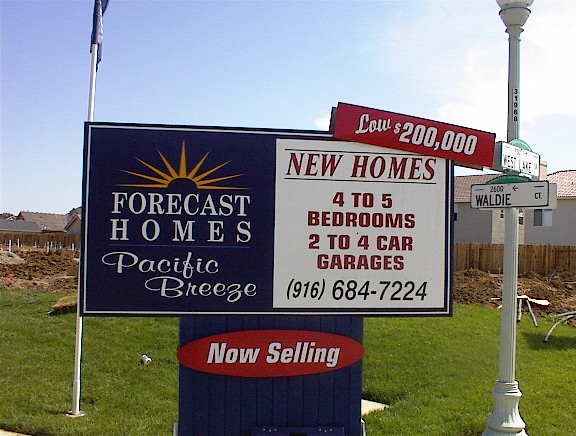 31968
Low $200,000
NEW HOMES
4 TO 5
BEDROOMS
2 TO 4 CAR
GARAGES
(916) 684-7224
FORECAST
HOMES
Pacific
Breeze
Now Selling
WEST LAKE
2600
WALDIE CT.